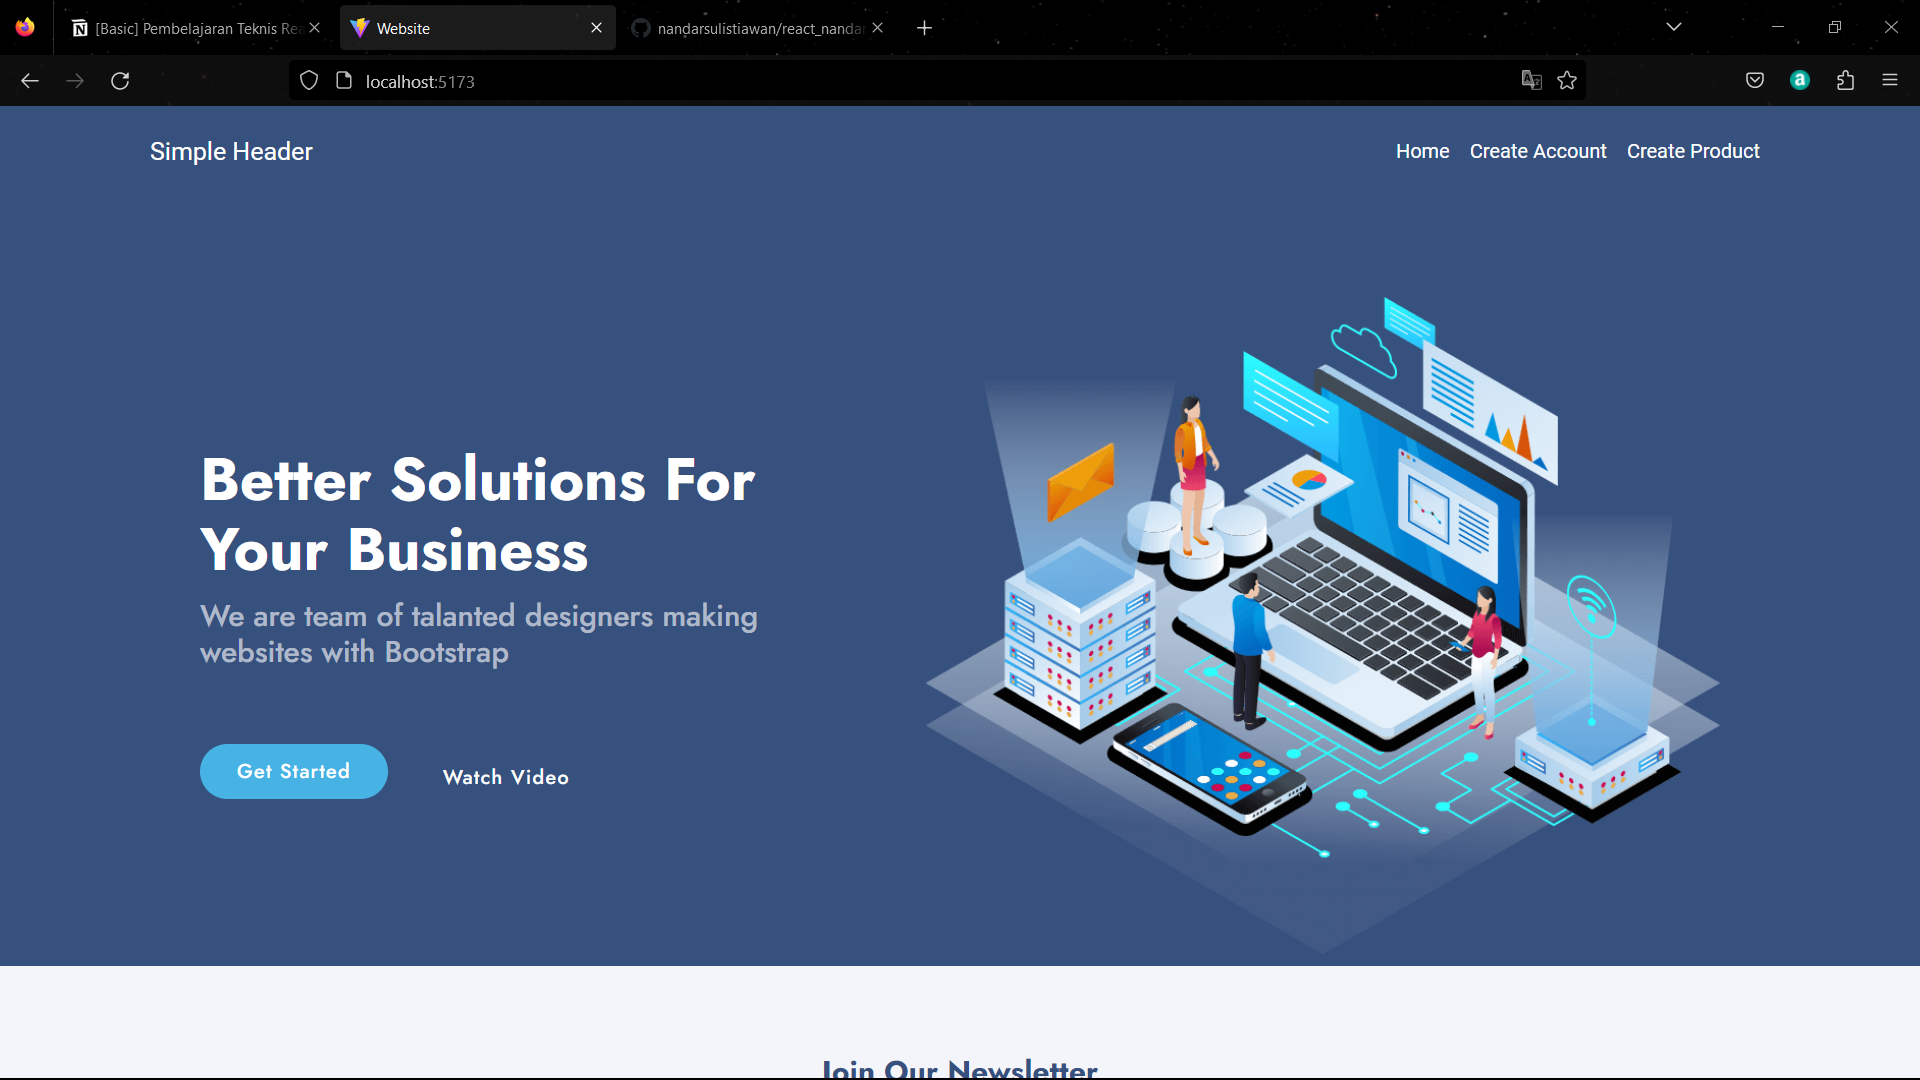 [Basic] Pembelajaran Teknis Rea
Website
nandarsulistiawan/react_nandar
localhost:5173
Simple Header
Home
Create Account
Create Product
Better Solutions For
Your Business
We are team of talanted designers making
websites with Bootstrap
Get Started
Watch Video
Join Our Newsletter